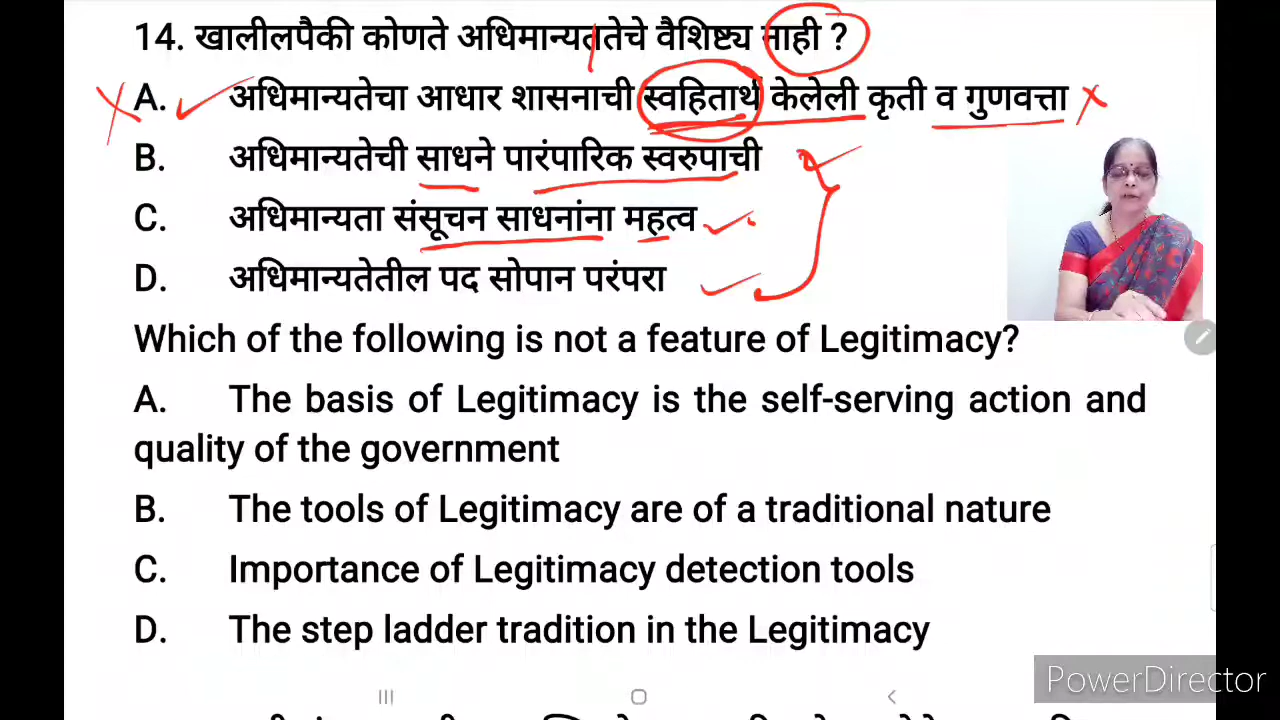 14. खालीलपैकी कोणते अधिमान्यततेचे वैशिष्ट्य नाही ?
A. अधिमान्यतेचा आधार शासनाची स्वहितार्थ केलेली कृती व गुणवत्ता
B. अधिमान्यतेची साधने पारंपारिक स्वरुपाची
C. अधिमान्यता संसूचन साधनांना महत्व
D. अधिमान्यतेतील पद सोपान परंपरा
Which of the following is not a feature of Legitimacy?
A. The basis of Legitimacy is the self-serving action and
quality of the government
B. The tools of Legitimacy are of a traditional nature
C. Importance of Legitimacy detection tools
D. The step ladder tradition in the Legitimacy
PowerDirector